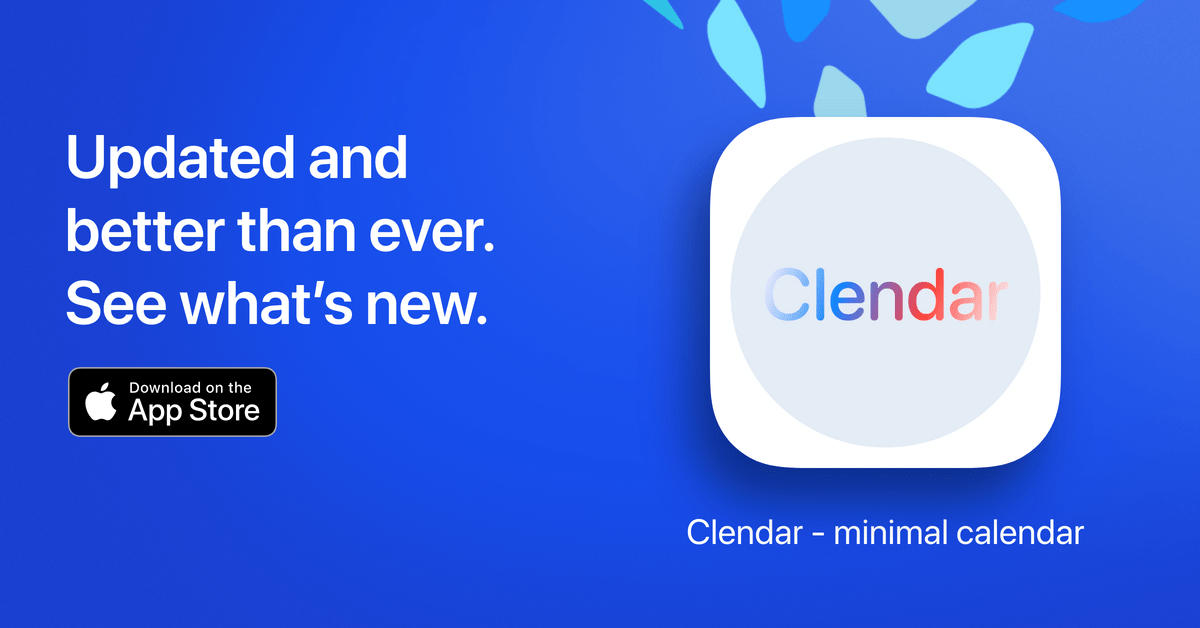 Updated and
better than ever.
See what’s new.
Download on the
App Store
Clendar
Clendar - minimal calendar